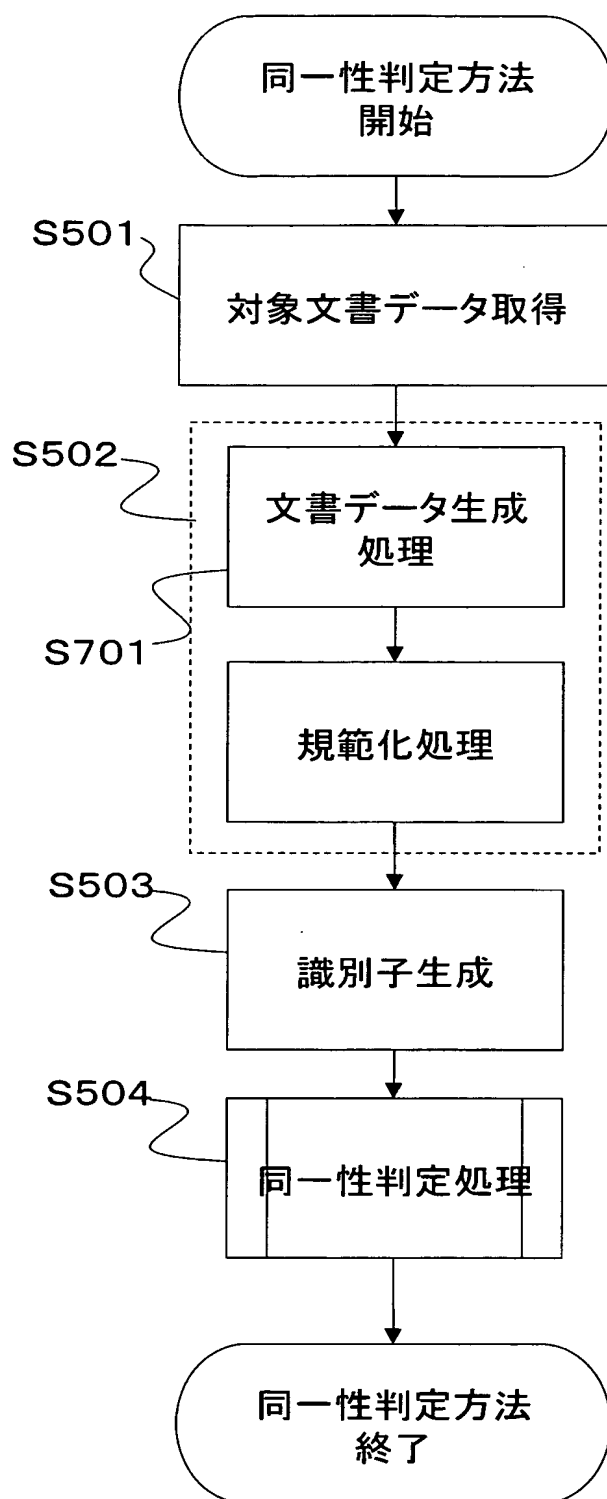 同一性判定方法
開始
S501
対象文書データ取得
S502
文書データ生成
処理
S701
規範化処理
S503
識別子生成
S504
同一性判定処理
同一性判定方法
終了